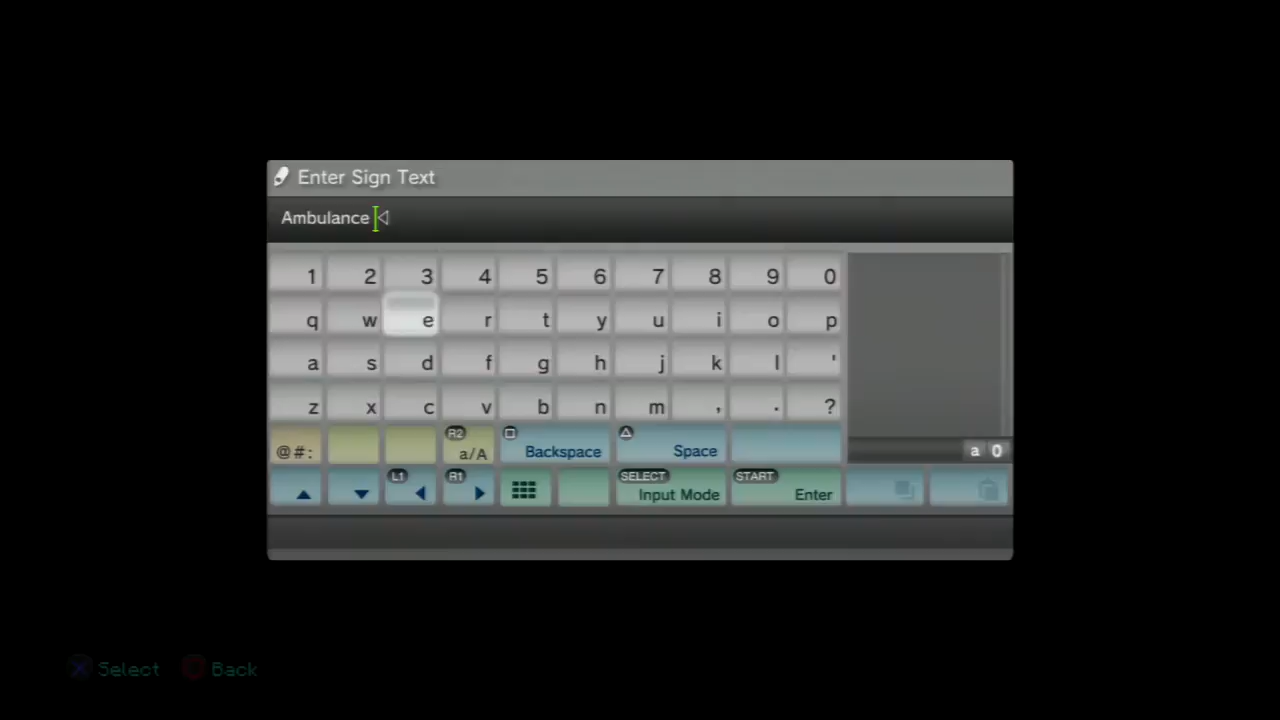 Enter Sign Text
Ambulance
1 2 3 4 5 6 7 8 9 0
q w e r t y u i o p
a s d f g h j k l '
z x c v b n m , . ?
@#: R2 a/A Backspace Space a 0
L1 R1 SELECT Input Mode START Enter
Select Back